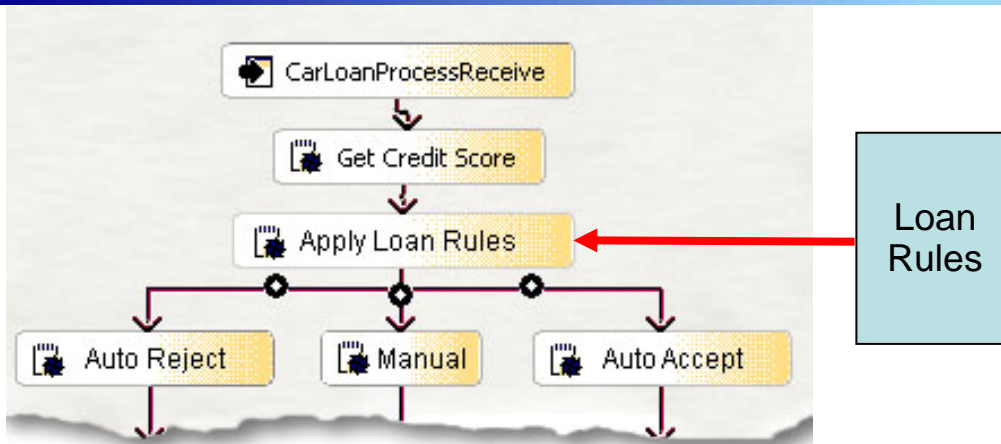 CarLoanProcessReceive
Get Credit Score
Apply Loan Rules
Loan
Rules
Auto Reject
Manual
Auto Accept